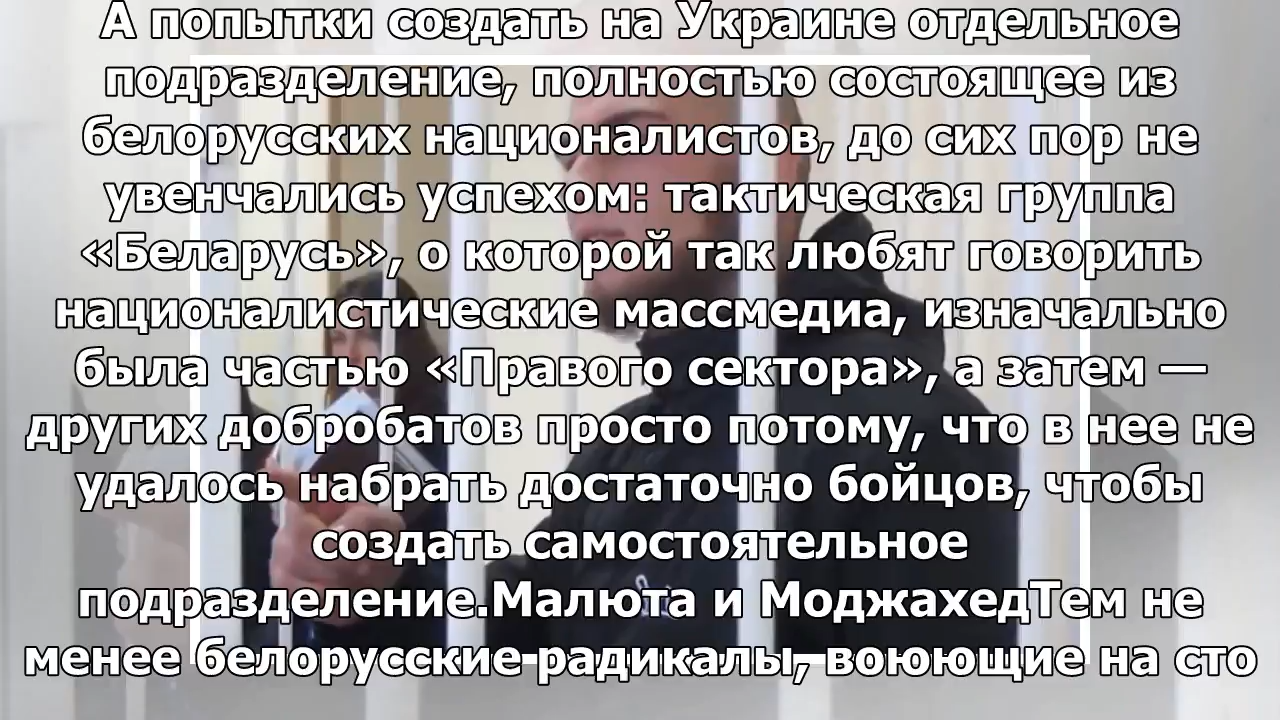 А попытки создать на Украине отдельное
подразделение, полностью состоящее из
белорусских националистов, до сих пор не
увенчались успехом: тактическая группа
«Беларусь», о которой так любят говорить
националистические массмедиа, изначально
была частью «Правого сектора», а затем —
других добробатов просто потому, что в нее не
удалось набрать достаточно бойцов, чтобы
создать самостоятельное
подразделение.Малюта и МоджахедТем не
менее белорусские радикалы, воюющие на сто